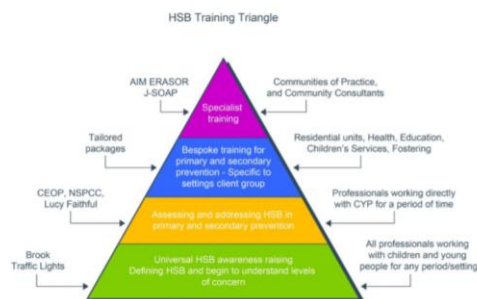 HSB Training Triangle
AIM ERASOR
J-SOAP
Specialist
training
Communities of Practice,
and Community Consultants
Tailored
packages
Bespoke training for
primary and secondary
prevention - Specific to
settings client group
Residential units, Health, Education,
Children's Services, Fostering
CEOP, NSPCC,
Lucy Faithful
Assessing and addressing HSB in
primary and secondary prevention
Professionals working directly
with CYP for a period of time
Brook
Traffic Lights
Universal HSB awareness raising
Defining HSB and begin to understand levels
of concern
All professionals working
with children and young
people for any period/setting